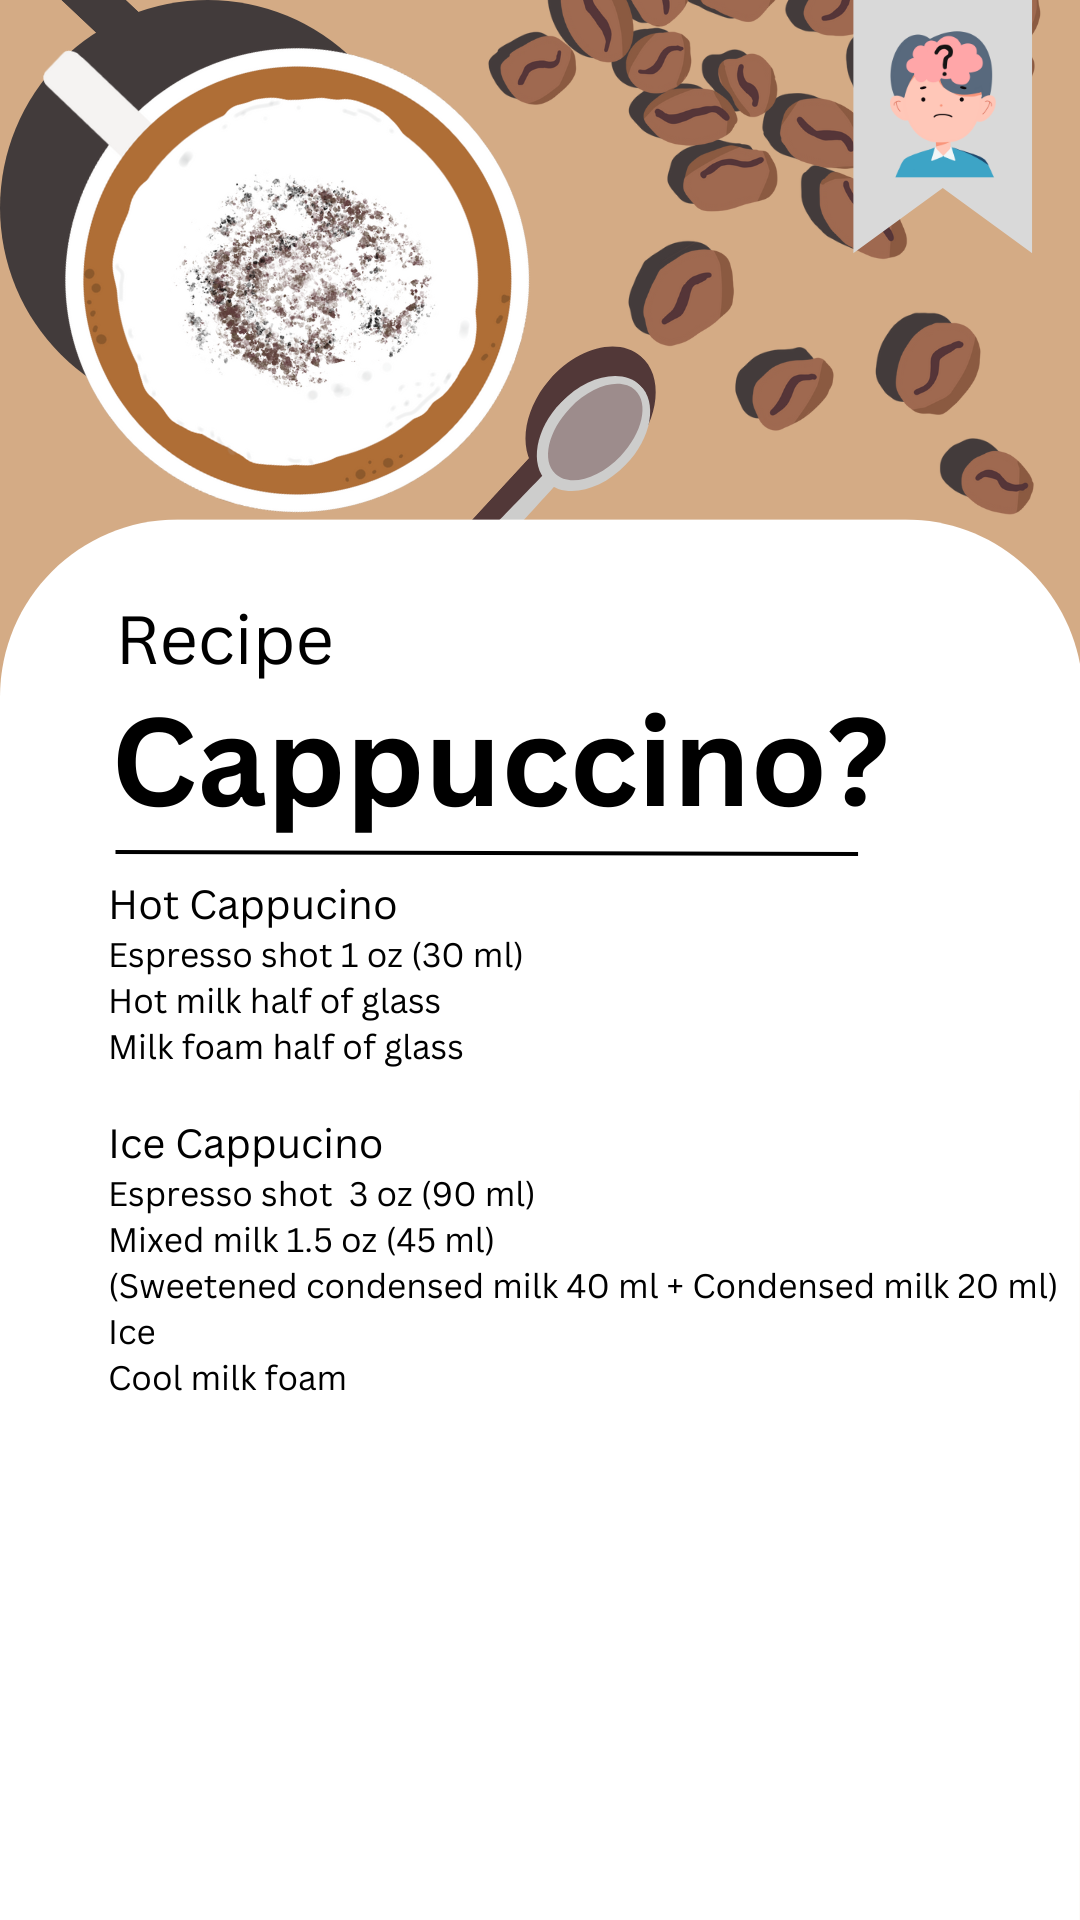 ?
Recipe
Cappuccino?
Hot Cappucino
Espresso shot 1 oz (30 ml)
Hot milk half of glass
Milk foam half of glass
Ice Cappucino
Espresso shot  3 oz (90 ml)
Mixed milk 1.5 oz (45 ml)
(Sweetened condensed milk 40 ml + Condensed milk 20 ml)
Ice
Cool milk foam